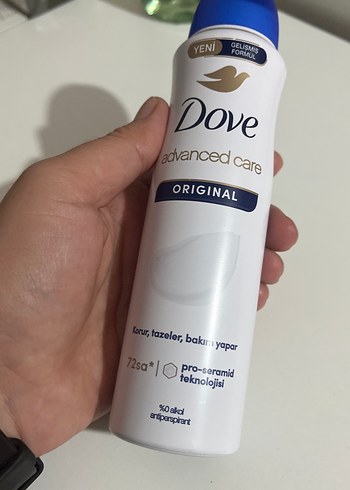 YENİ
GELİŞMİŞ
FORMÜL
Dove
advanced care
ORIGINAL
Korur, tazeler, bakım yapar
72sa*
pro-seramid
teknolojisi
%0 alkol
antiperspirant